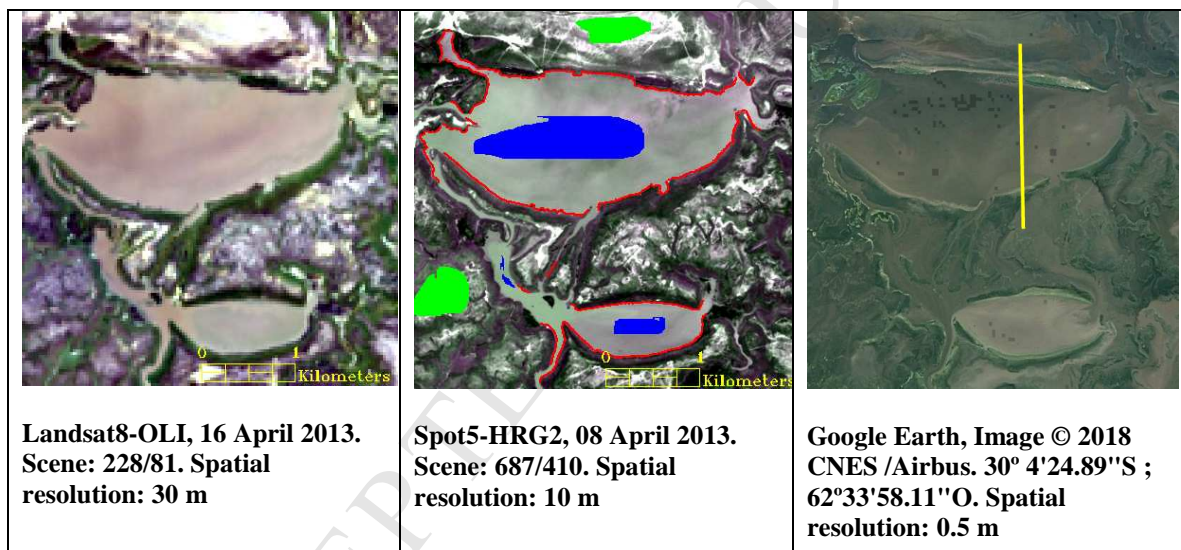 0 1
Kilometers
0 1
Kilometers
Landsat8-OLI, 16 April 2013.
Scene: 228/81. Spatial
resolution: 30 m
Spot5-HRG2, 08 April 2013.
Scene: 687/410. Spatial
resolution: 10 m
Google Earth, Image © 2018
CNES /Airbus. 30º 4'24.89''S ;
62º33'58.11''O. Spatial
resolution: 0.5 m